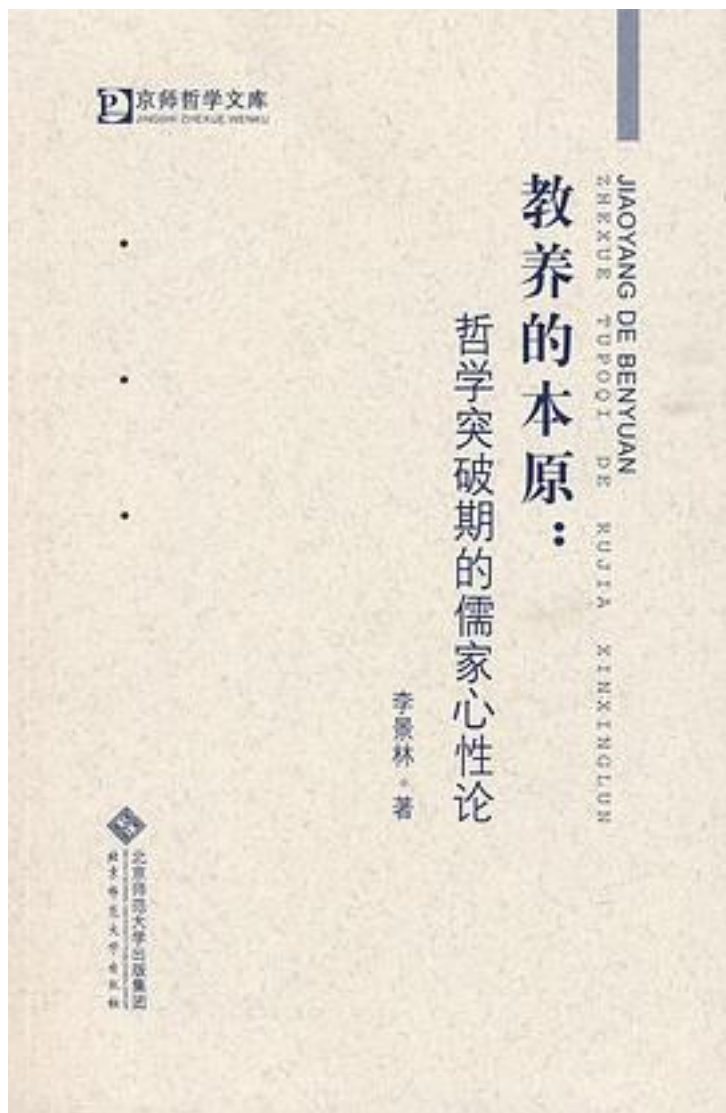 京师哲学文库
JINGSHI ZHEXUE WENKU
JIAOYANG DE BENYUAN
ZHEXUE TUPOQI DE RUJIA XINXINGLUN
教养的本原：
哲学突破期的儒家心性论
李景林·著
北京师范大学出版集团
北京师范大学出版社